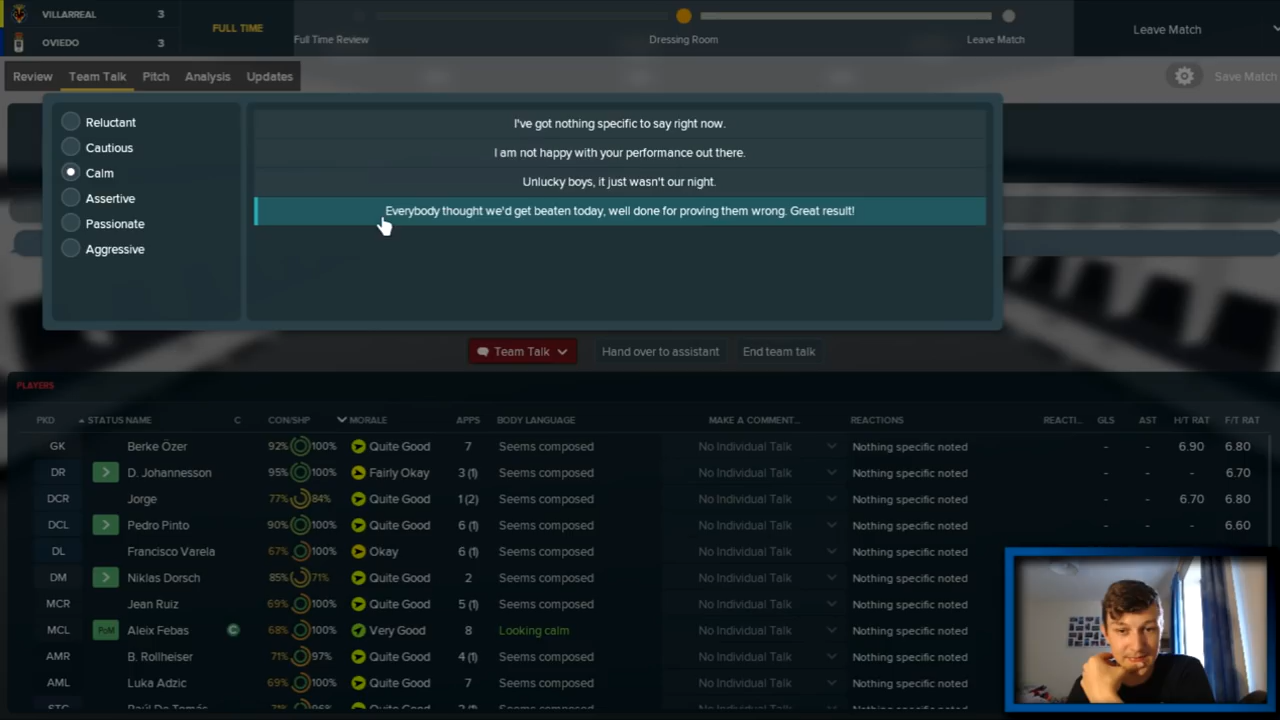 VILLARREAL 3
OVIEDO 3
FULL TIME
Full Time Review
Dressing Room
Leave Match
Leave Match
Review Team Talk Pitch Analysis Updates
Save Match
Reluctant
Cautious
Calm
Assertive
Passionate
Aggressive
I've got nothing specific to say right now.
I am not happy with your performance out there.
Unlucky boys, it just wasn't our night.
Everybody thought we'd get beaten today, well done for proving them wrong. Great result!
Team Talk Hand over to assistant End team talk
PLAYERS
PKD STATUS NAME C CON/SHP MORALE APPS BODY LANGUAGE MAKE A COMMENT... REACTIONS REACTI... GLS AST H/T RAT F/T RAT
GK Berke Özer 92% 100% Quite Good 7 Seems composed No Individual Talk Nothing specific noted - - 6.90 6.80
DR D. Johannesson 95% 100% Fairly Okay 3 (1) Seems composed No Individual Talk Nothing specific noted - - - 6.70
DCR Jorge 77% 84% Quite Good 1 (2) Seems composed No Individual Talk Nothing specific noted - - 6.70 6.80
DCL Pedro Pinto 90% 100% Quite Good 6 (1) Seems composed No Individual Talk Nothing specific noted - - - 6.60
DL Francisco Varela 67% 100% Okay 6 (1) Seems composed No Individual Talk Nothing specific noted
DM Niklas Dorsch 85% 71% Quite Good 2 Seems composed No Individual Talk Nothing specific noted
MCR Jean Ruiz 69% 100% Quite Good 5 (1) Seems composed No Individual Talk Nothing specific noted
MCL PoM Aleix Febas C 68% 100% Very Good 8 Looking calm No Individual Talk Nothing specific noted
AMR B. Rollheiser 71% 97% Quite Good 4 (1) Seems composed No Individual Talk Nothing specific noted
AML Luka Adzic 69% 100% Quite Good 7 Seems composed No Individual Talk Nothing specific noted